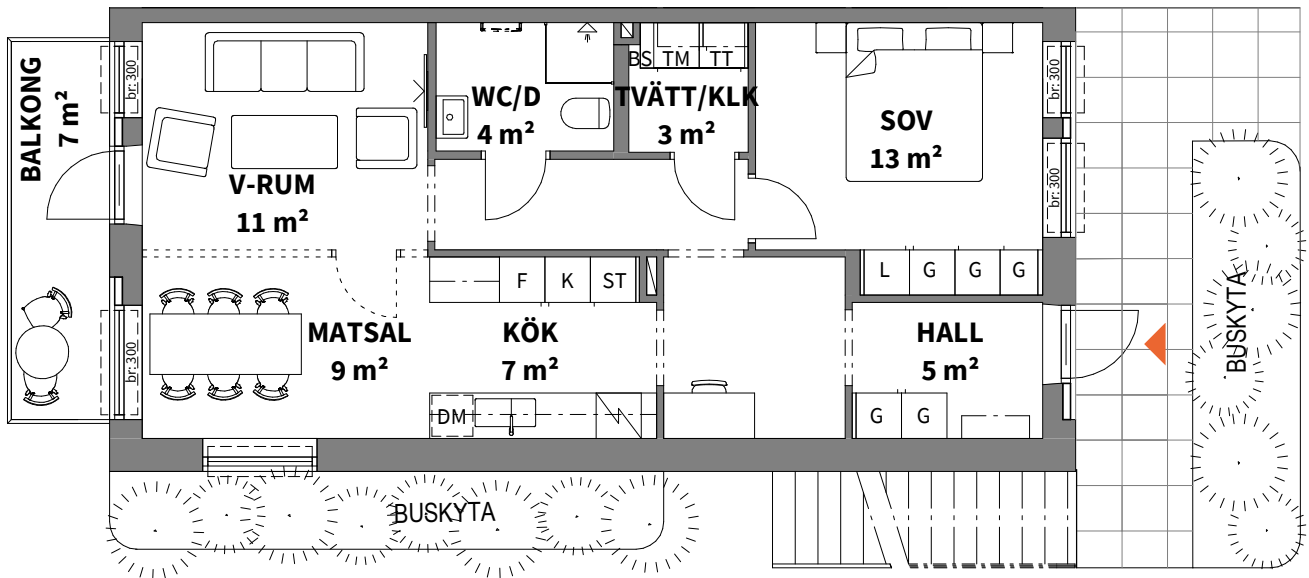 BALKONG
7 m²
br: 300
V-RUM
11 m²
WC/D
4 m²
BS TM TT
TVÄTT/KLK
3 m²
SOV
13 m²
br: 300
br: 300
L G G G
F K ST
MATSAL
9 m²
KÖK
7 m²
HALL
5 m²
br: 300
DM
G G
BUSKYTA
BUSKYTA